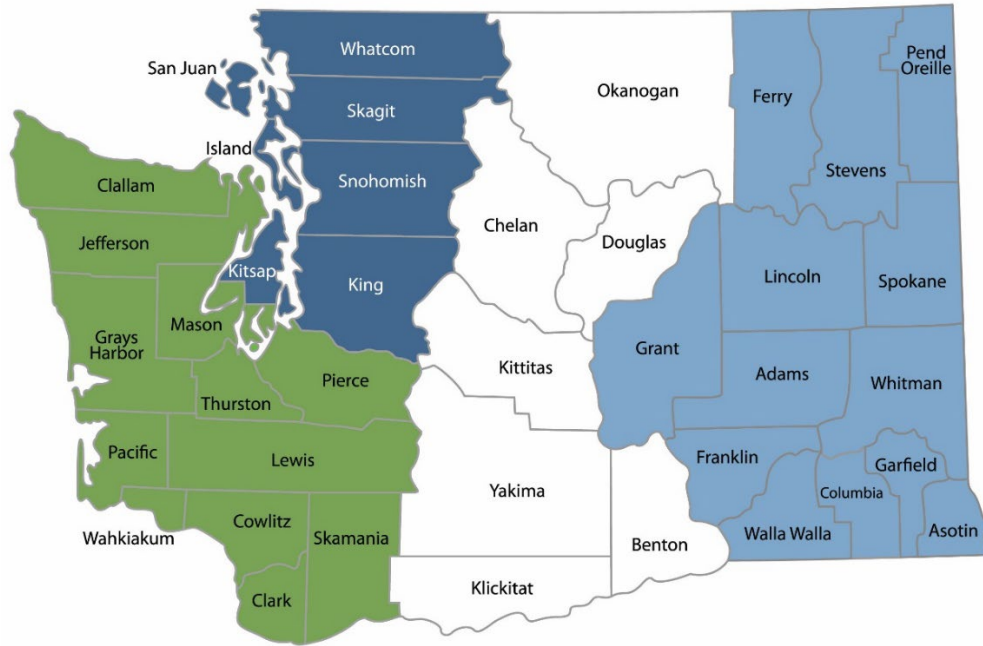 Whatcom
San Juan
Pend
Oreille
Okanogan
Ferry
Skagit
Island
Clallam
Snohomish
Stevens
Chelan
Jefferson
Douglas
Kitsap
King
Lincoln
Spokane
Mason
Grays
Harbor
Grant
Kittitas
Pierce
Adams
Whitman
Thurston
Pacific
Lewis
Franklin
Garfield
Yakima
Columbia
Wahkiakum
Cowlitz
Skamania
Benton
Walla Walla
Asotin
Klickitat
Clark